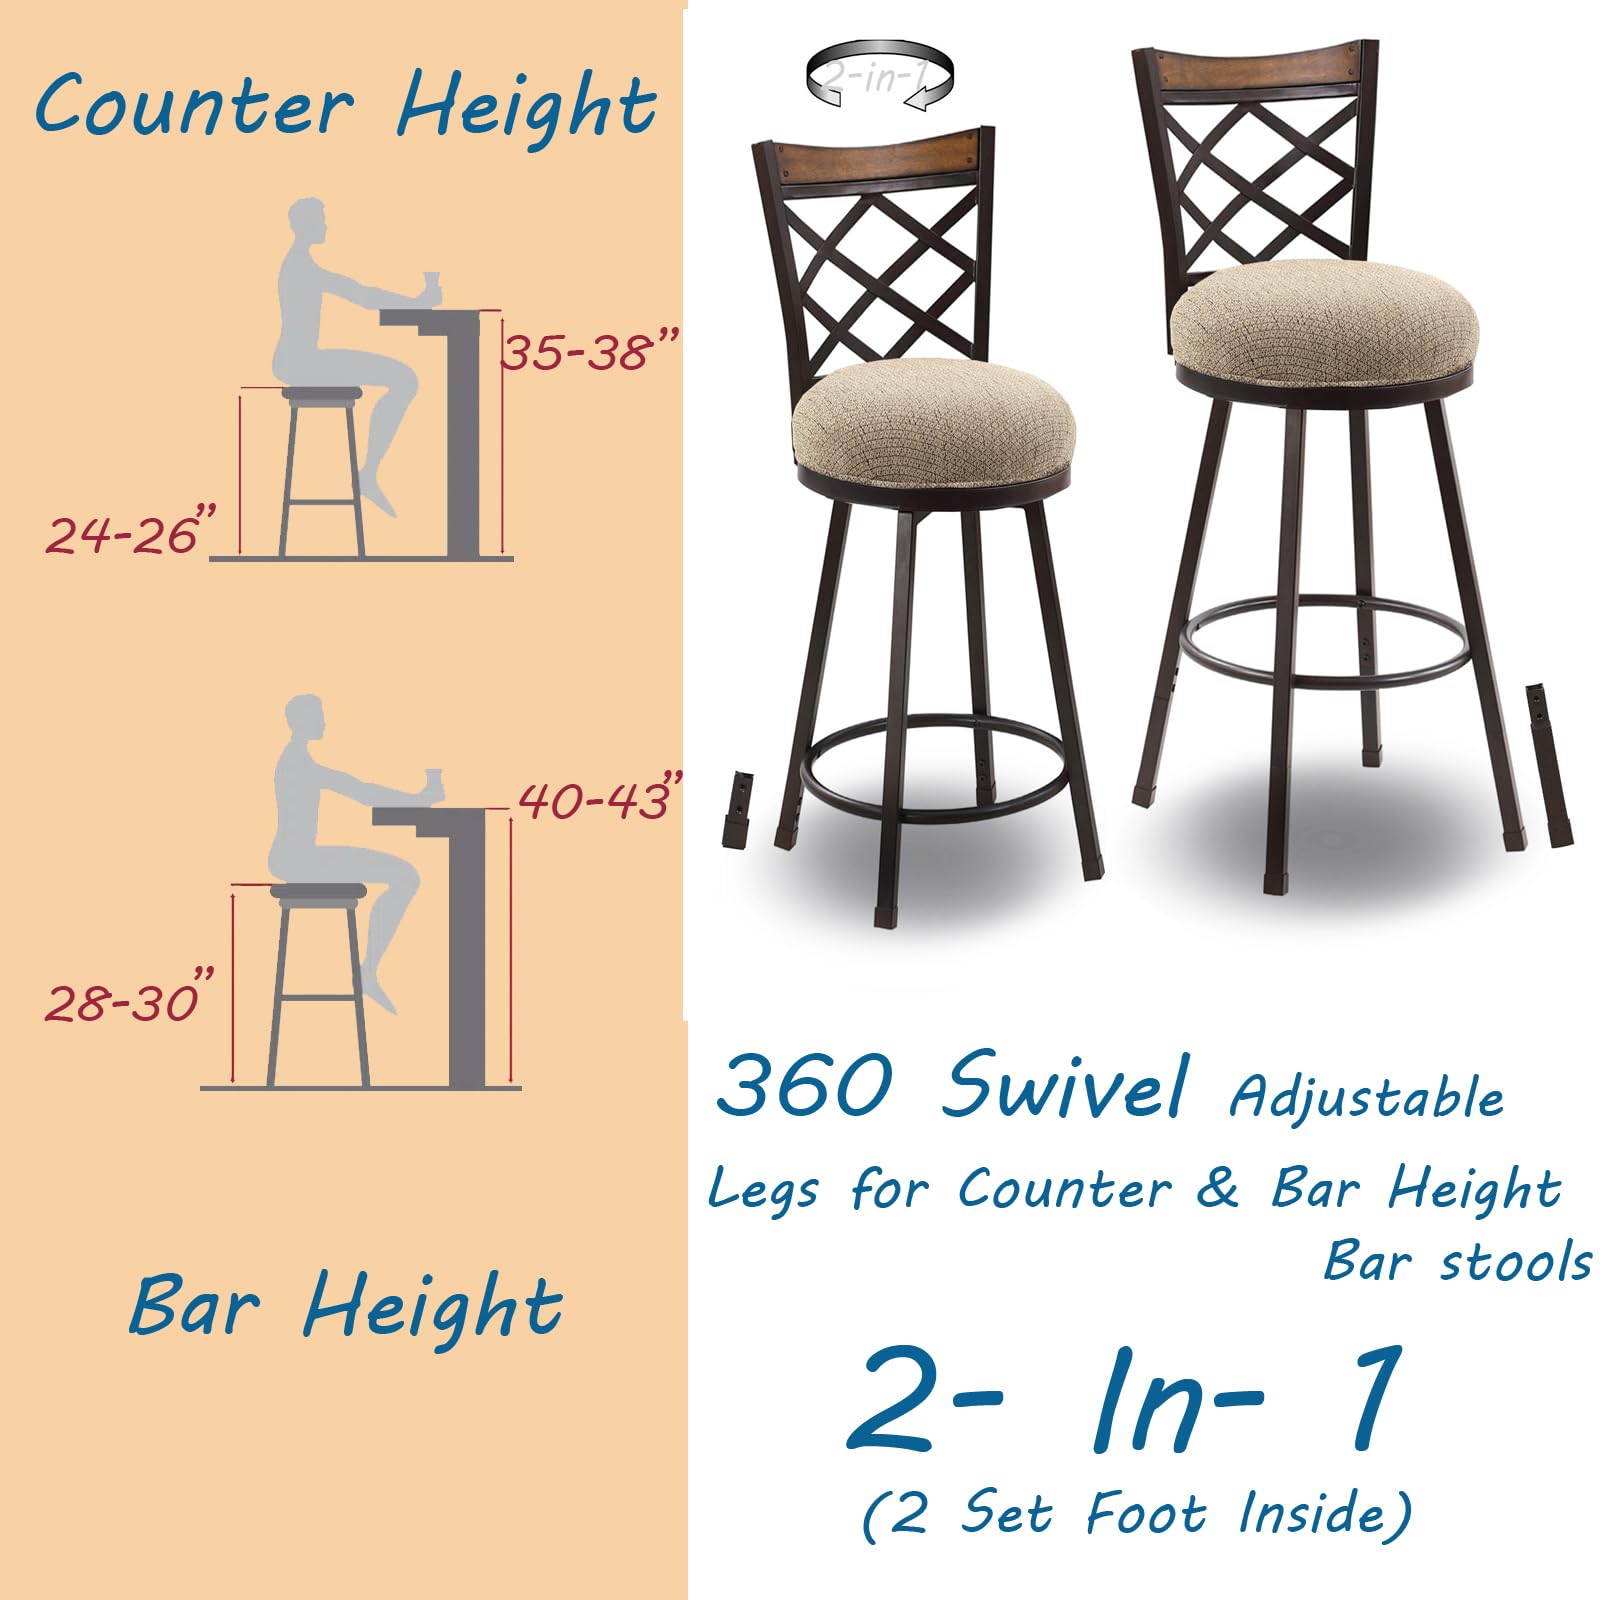 Counter Height
35-38”
24-26”
40-43”
28-30”
Bar Height
2-in-1
360 Swivel Adjustable
Legs for Counter & Bar Height
Bar stools
2- In- 1
(2 Set Foot Inside)